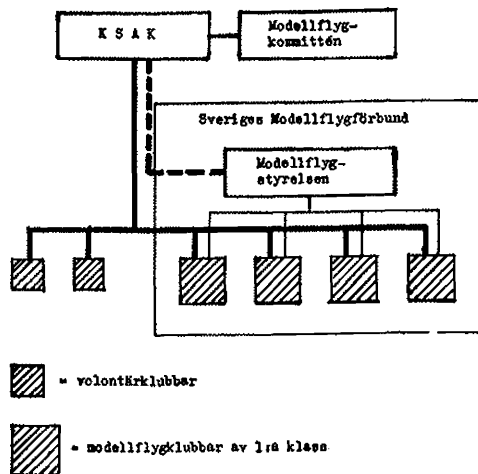 K S A K
Modellflyg-
kommittén
Sveriges Modellflygförbund
Modellflyg-
styrelsen
= volontärklubbar
= modellflygklubbar av 1:a klass